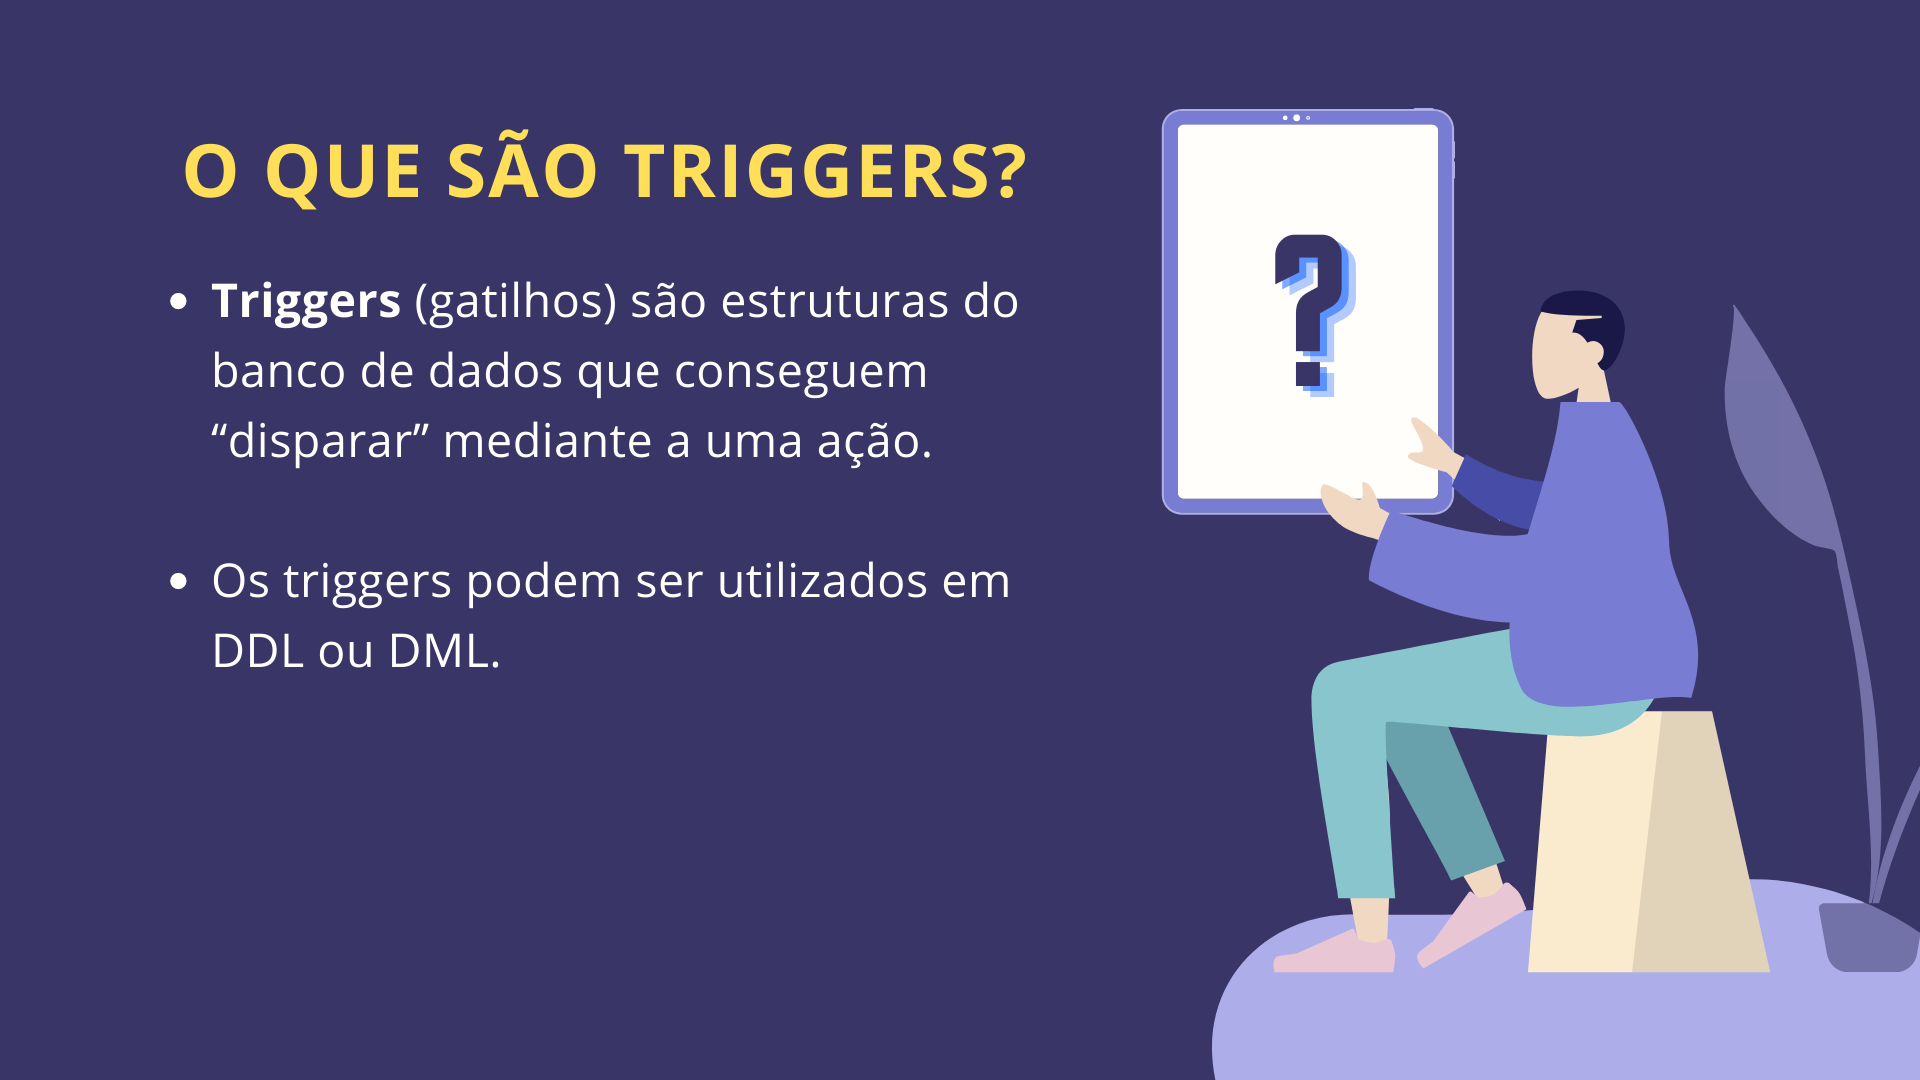 O QUE SÃO TRIGGERS?
• Triggers (gatilhos) são estruturas do
banco de dados que conseguem
“disparar” mediante a uma ação.
• Os triggers podem ser utilizados em
DDL ou DML.
?